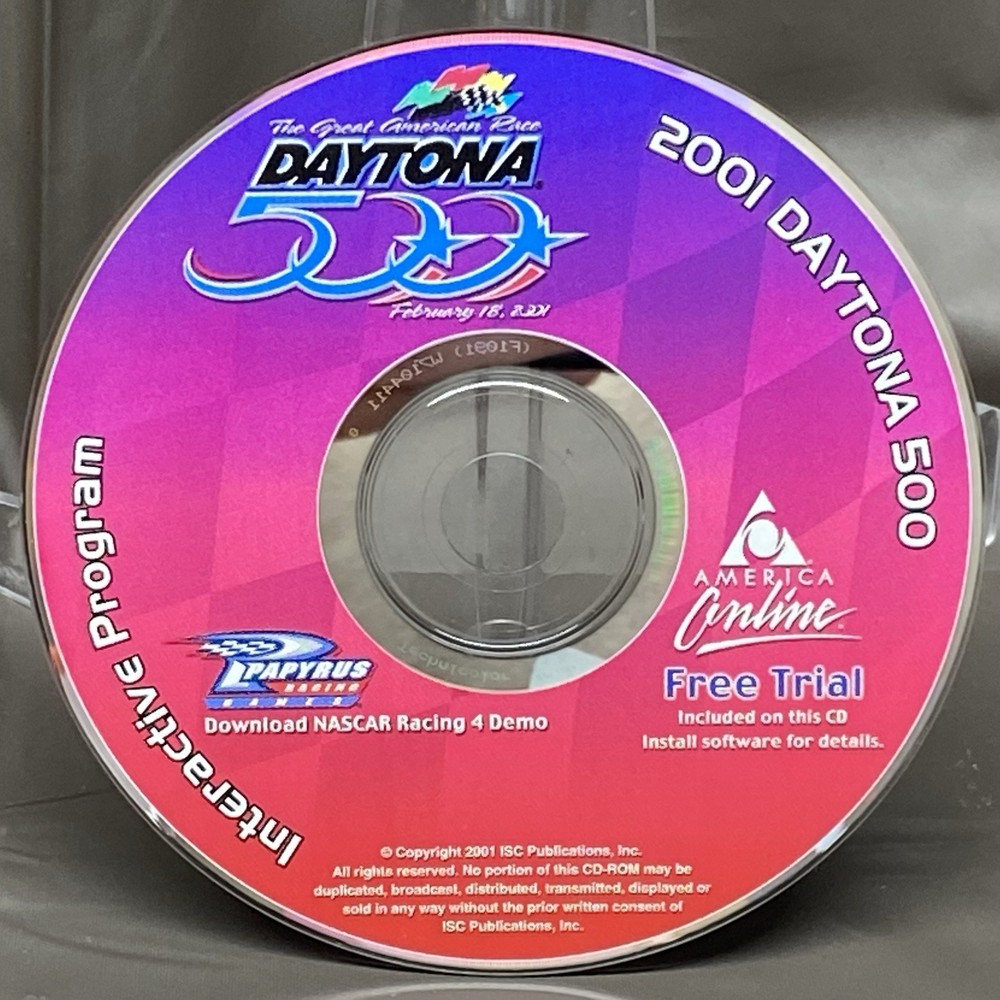 The Great American Race
DAYTONA
500
February 18, 2001
2001 DAYTONA 500
(F1091) W7104411
Interactive Program
AMERICA
Online
Free Trial
Included on this CD
Install software for details.
PAPYRUS
RACING
GAMES
Download NASCAR Racing 4 Demo
Technicolor
© Copyright 2001 ISC Publications, Inc.
All rights reserved. No portion of this CD-ROM may be
duplicated, broadcast, distributed, transmitted, displayed or
sold in any way without the prior written consent of
ISC Publications, Inc.